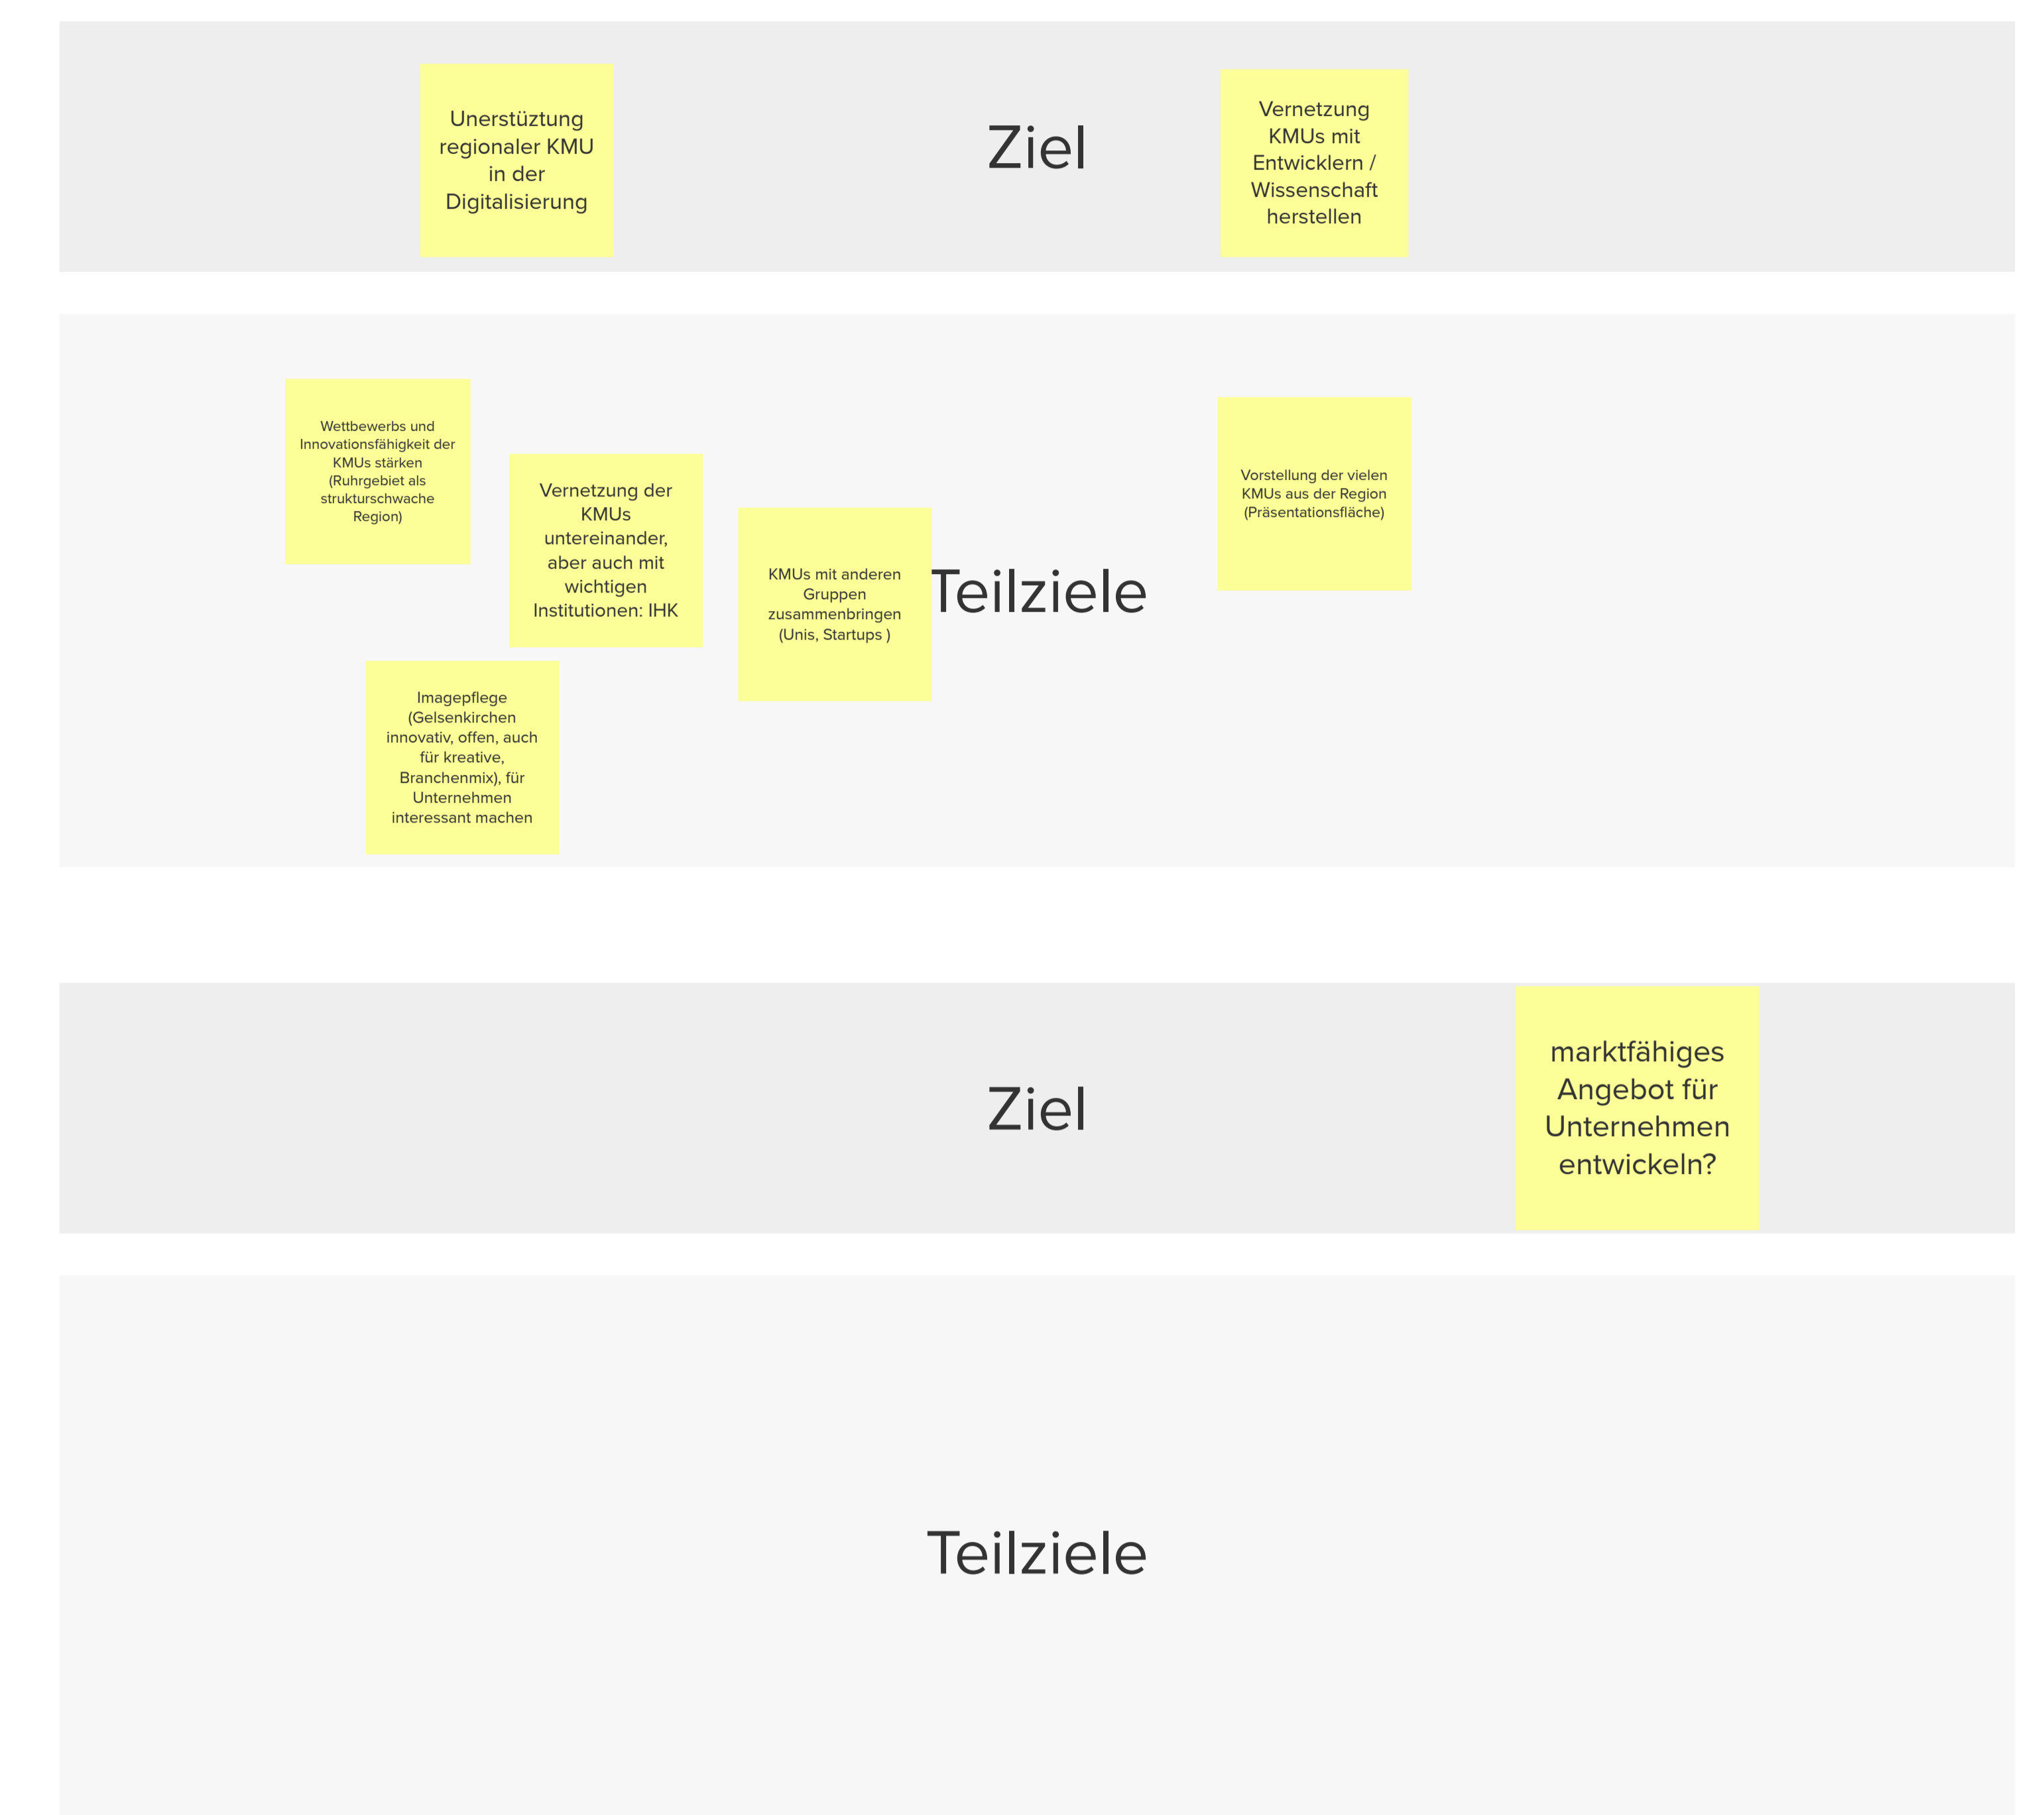 Unerstüztung
regionaler KMU
in der
Digitalisierung
Ziel
Vernetzung
KMUs mit
Entwicklern /
Wissenschaft
herstellen
Wettbewerbs und
Innovationsfähigkeit der
KMUs stärken
(Ruhrgebiet als
strukturschwache
Region)
Vernetzung der
KMUs
untereinander,
aber auch mit
wichtigen
Institutionen: IHK
KMUs mit anderen
Gruppen
zusammenbringen
(Unis, Startups )
Teilziele
Vorstellung der vielen
KMUs aus der Region
(Präsentationsfläche)
Imagepflege
(Gelsenkirchen
innovativ, offen, auch
für kreative,
Branchenmix), für
Unternehmen
interessant machen
Ziel
marktfähiges
Angebot für
Unternehmen
entwickeln?
Teilziele